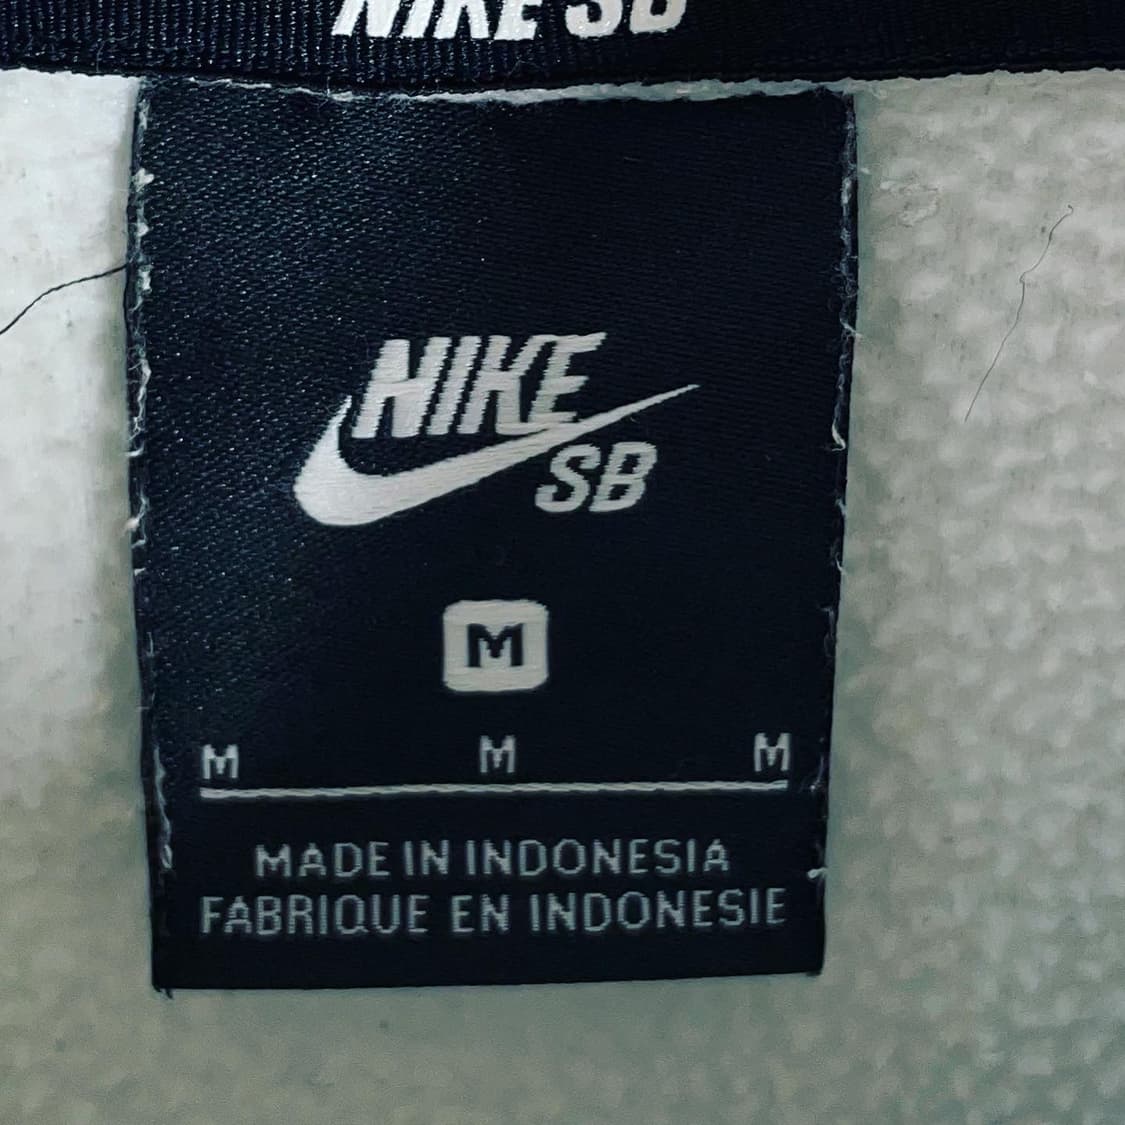 NIKE SB
NIKE
SB
M
M M M
MADE IN INDONESIA
FABRIQUE EN INDONESIE